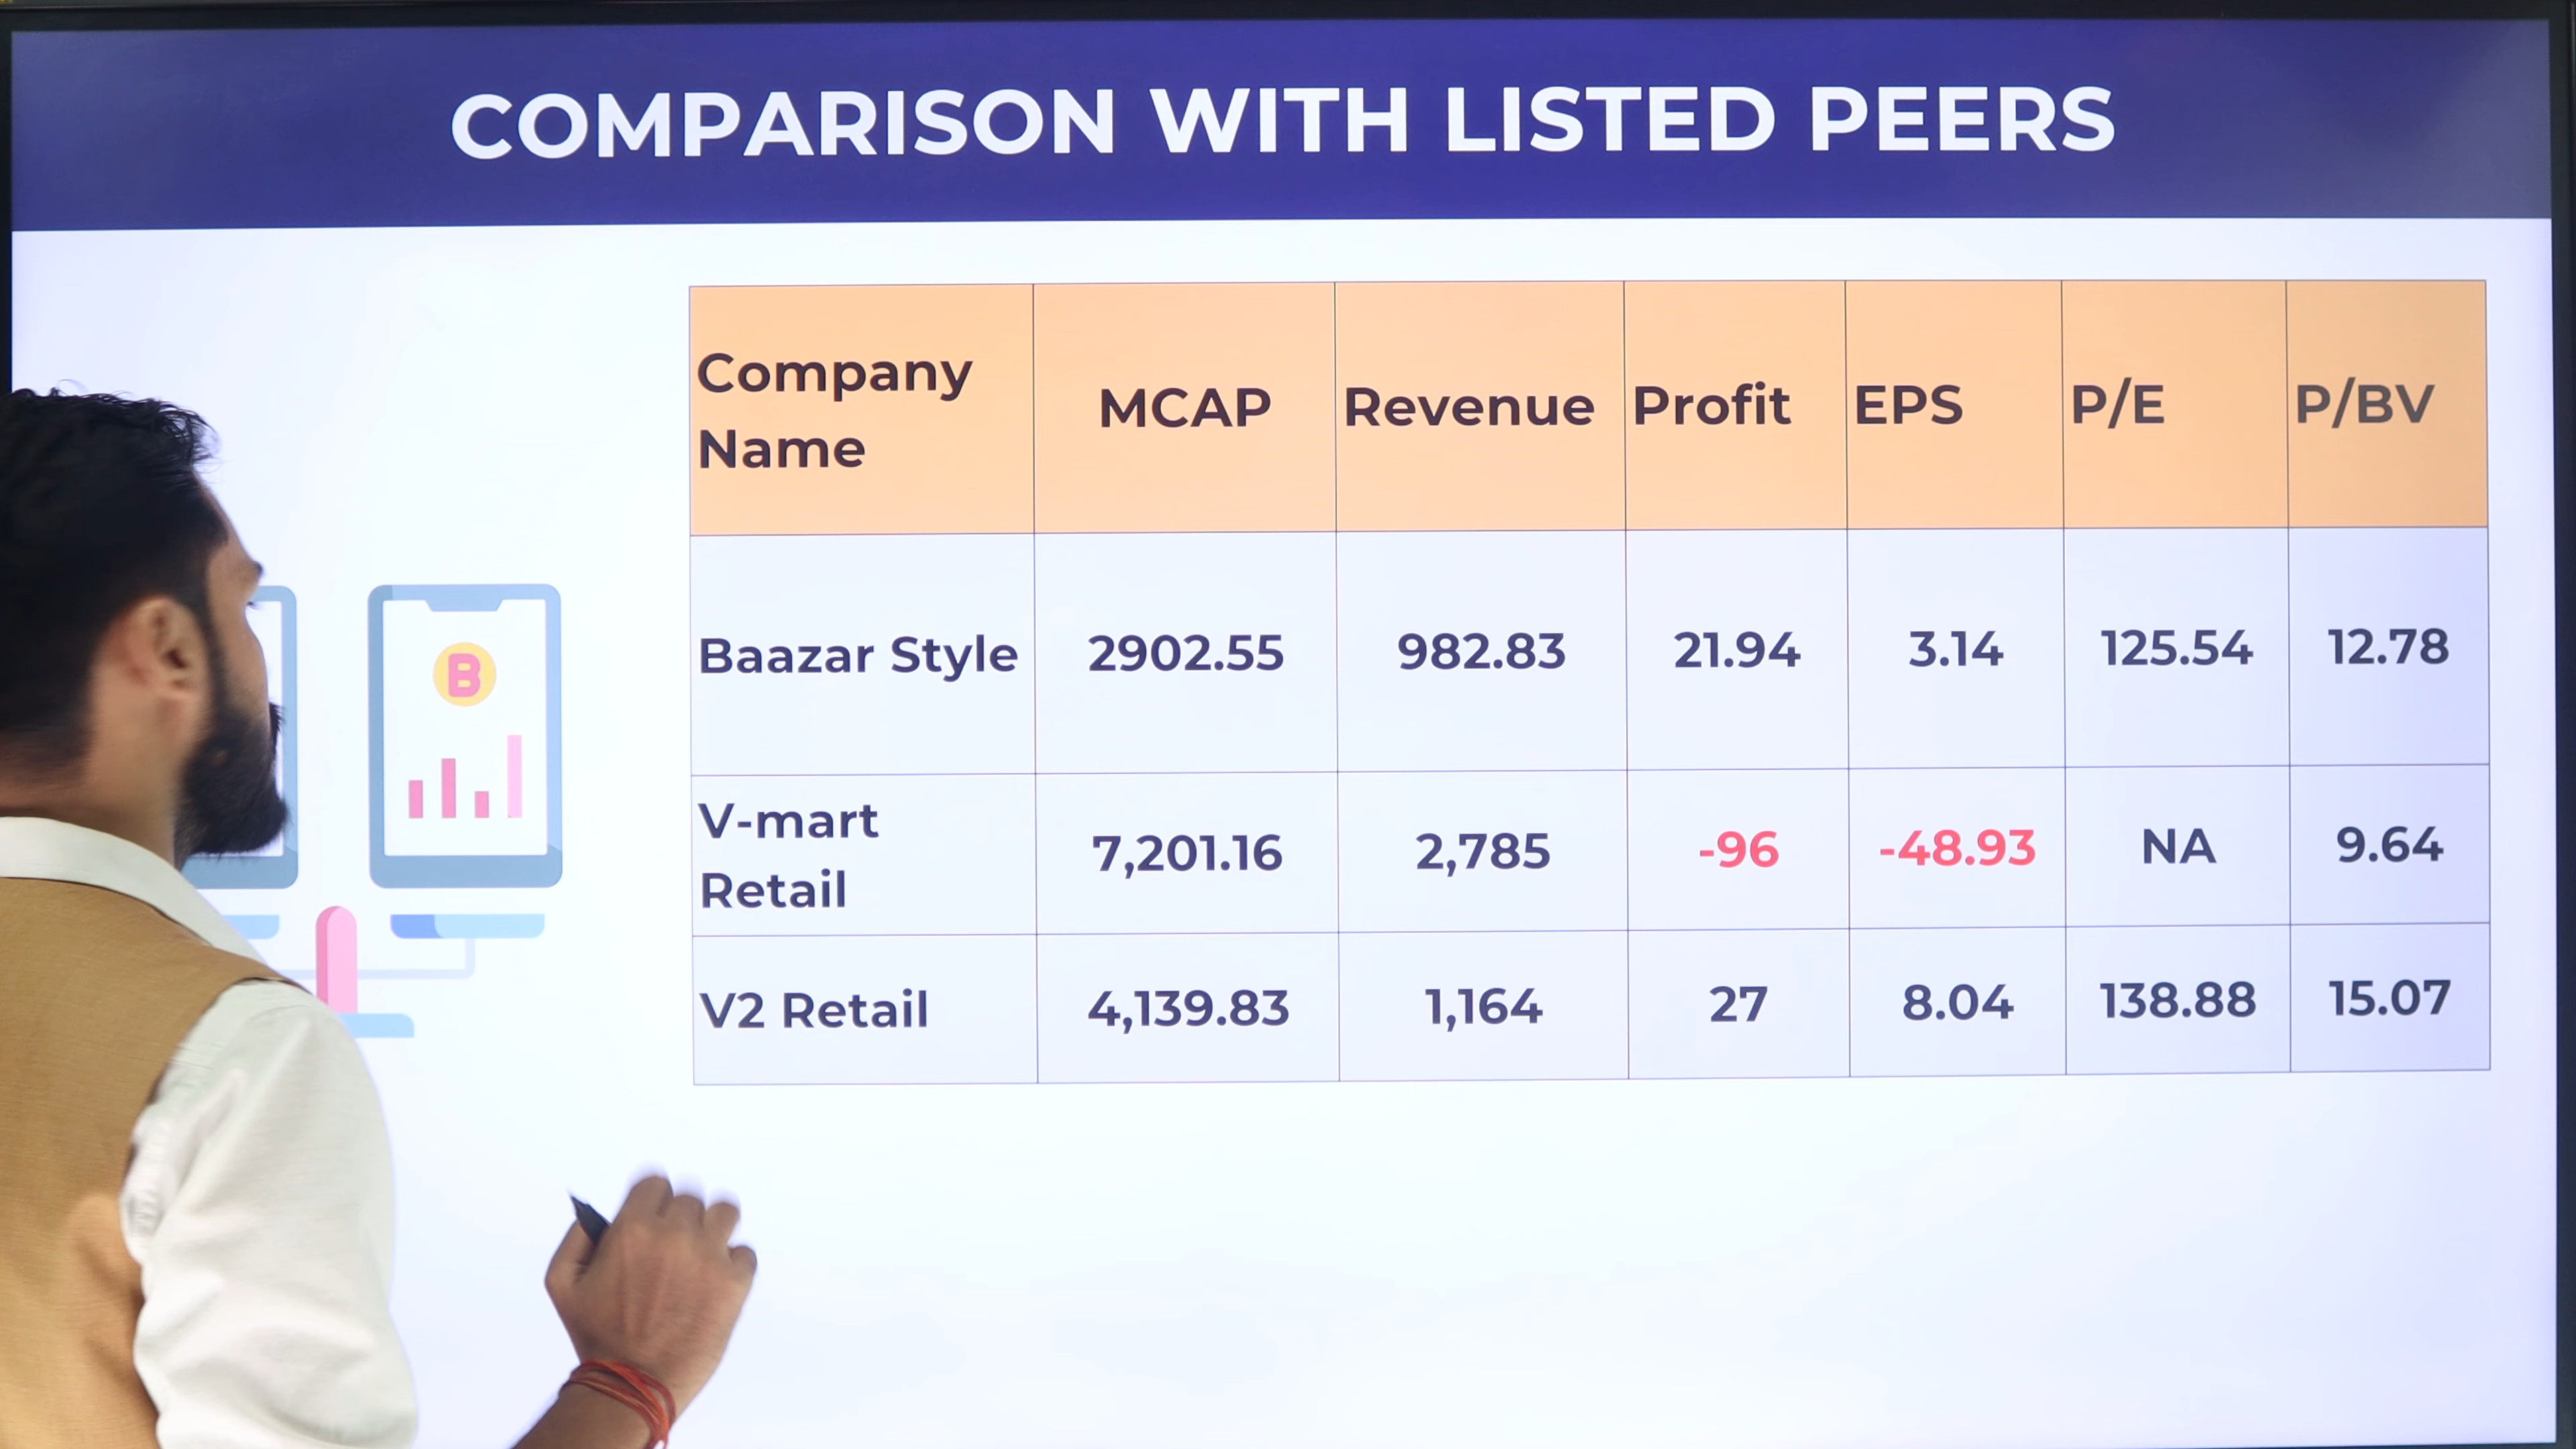 COMPARISON WITH LISTED PEERS
Company
Name
MCAP
Revenue
Profit
EPS
P/E
P/BV
Baazar Style
2902.55
982.83
21.94
3.14
125.54
12.78
V-mart
Retail
7,201.16
2,785
-96
-48.93
NA
9.64
V2 Retail
4,139.83
1,164
27
8.04
138.88
15.07
B